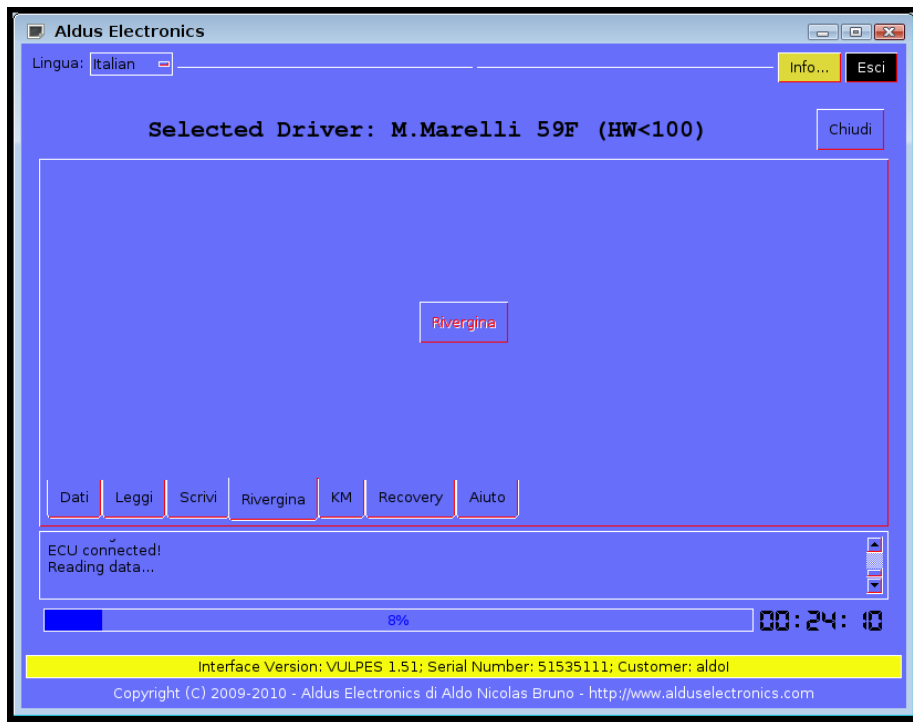 Aldus Electronics
Lingua: Italian
Info... Esci
Selected Driver: M.Marelli 59F (HW<100)
Chiudi
Rivergina
Dati Leggi Scrivi Rivergina KM Recovery Aiuto
ECU connected!
Reading data...
8%
00:24:10
Interface Version: VULPES 1.51; Serial Number: 51535111; Customer: aldol
Copyright (C) 2009-2010 - Aldus Electronics di Aldo Nicolas Bruno - http://www.alduselectronics.com